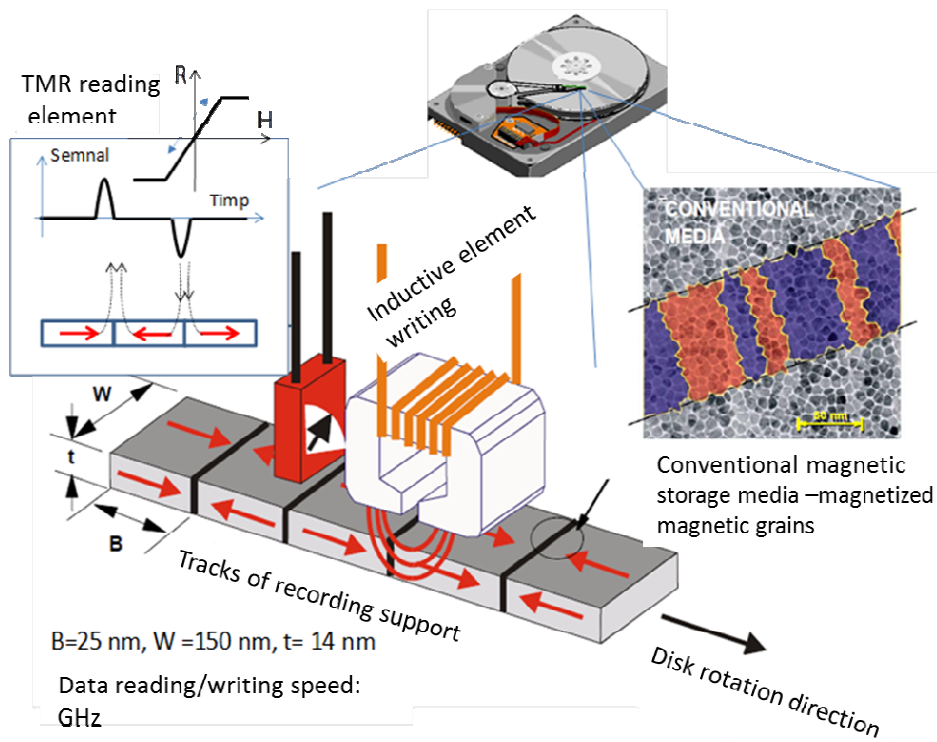 TMR reading
element
R
H
Semnal
Timp
Inductive element
writing
CONVENTIONAL
MEDIA
50 nm
Conventional magnetic
storage media –magnetized
magnetic grains
W
t
B
Tracks of recording support
B=25 nm, W =150 nm, t= 14 nm
Data reading/writing speed:
GHz
Disk rotation direction